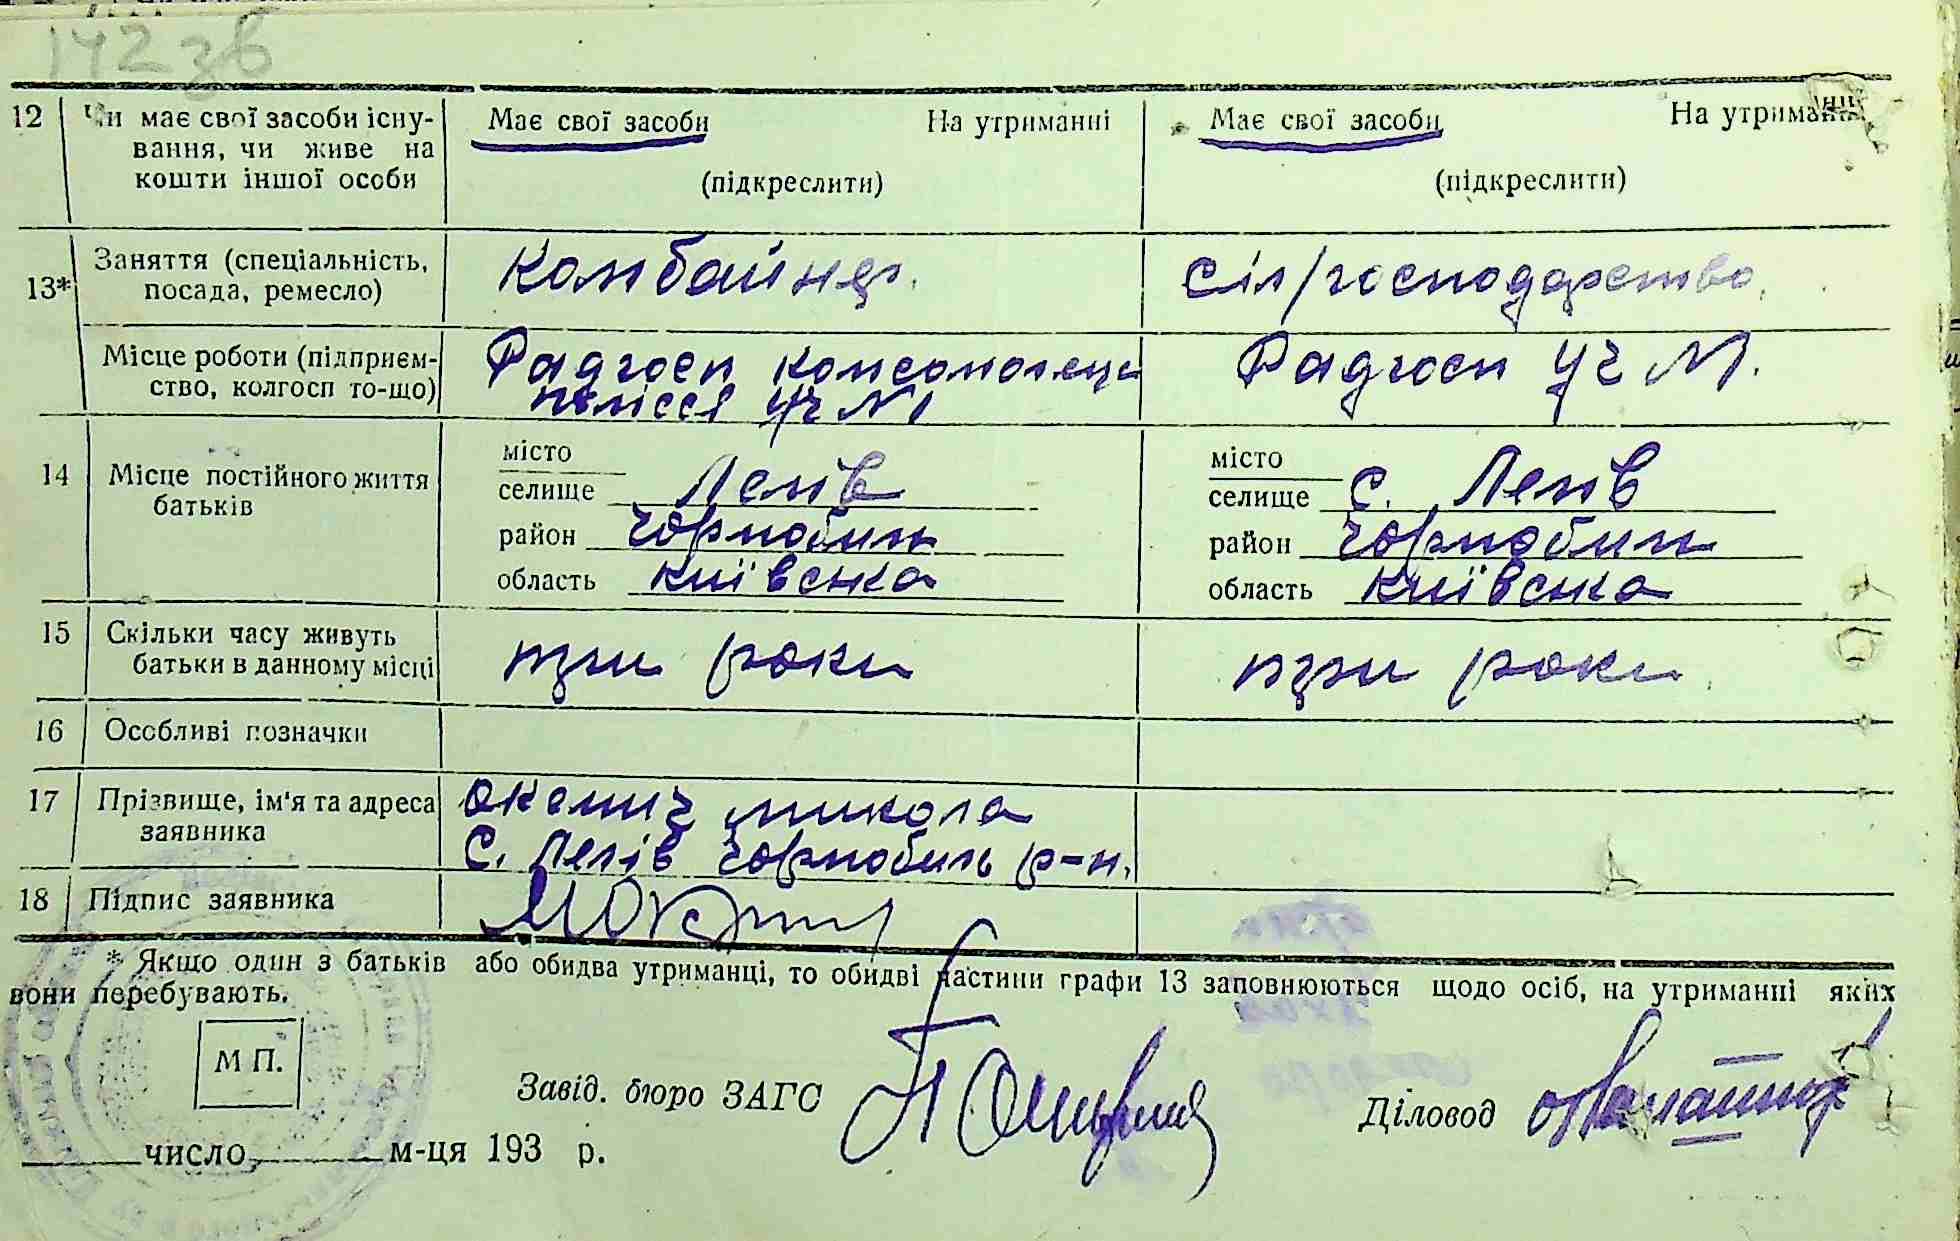 142 зв
12 Чи має свої засоби існу- Має свої засоби На утриманні Має свої засоби На утриманні
вання, чи живе на
кошти іншої особи (підкреслити) (підкреслити)
13* Заняття (спеціальність, Комбайнер. сіл/господарство.
посада, ремесло)
Місце роботи (підприєм- Радгосп комсомолець Радгосп Уч М.
ство, колгосп то-що) полісся Уч №1
14 Місце постійного життя місто місто
батьків селище Лелів селище с. Лелів
район Чорнобиль район Чорнобиль
область київська область київська
15 Скільки часу живуть три роки три роки
батьки в данному місці
16 Особливі позначки
17 Прізвище, ім'я та адреса микола
заявника С. Лелів Чорнобиль р-н.
18 Підпис заявника
* Якщо один з батьків або обидва утриманці, то обидві частини графи 13 заповнюються щодо осіб, на утриманні яких
вони перебувають.
М П.
Завід. бюро ЗАГС Діловод
число м-ця 193 р.